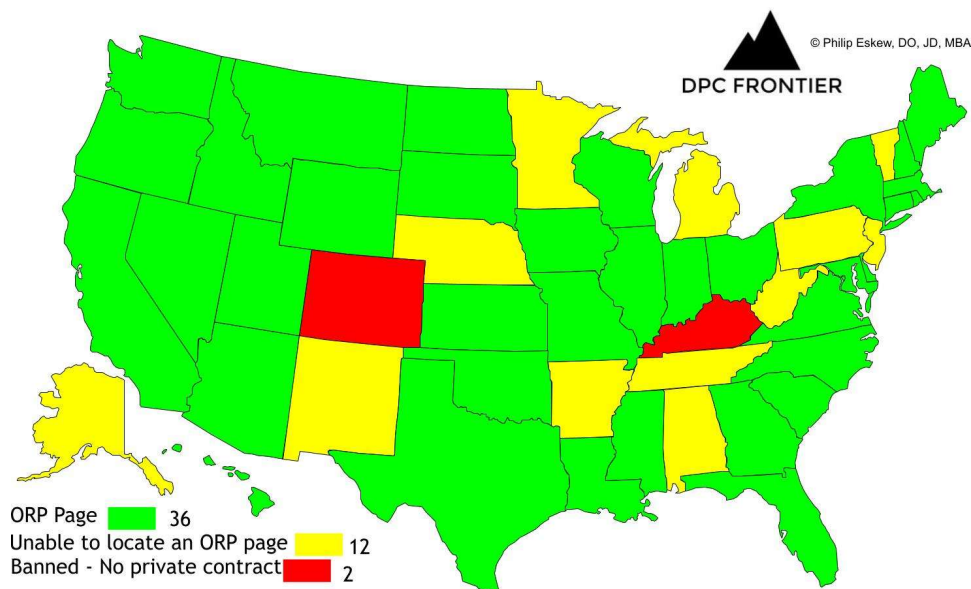 © Philip Eskew, DO, JD, MBA
DPC FRONTIER
ORP Page 36
Unable to locate an ORP page 12
Banned - No private contract 2